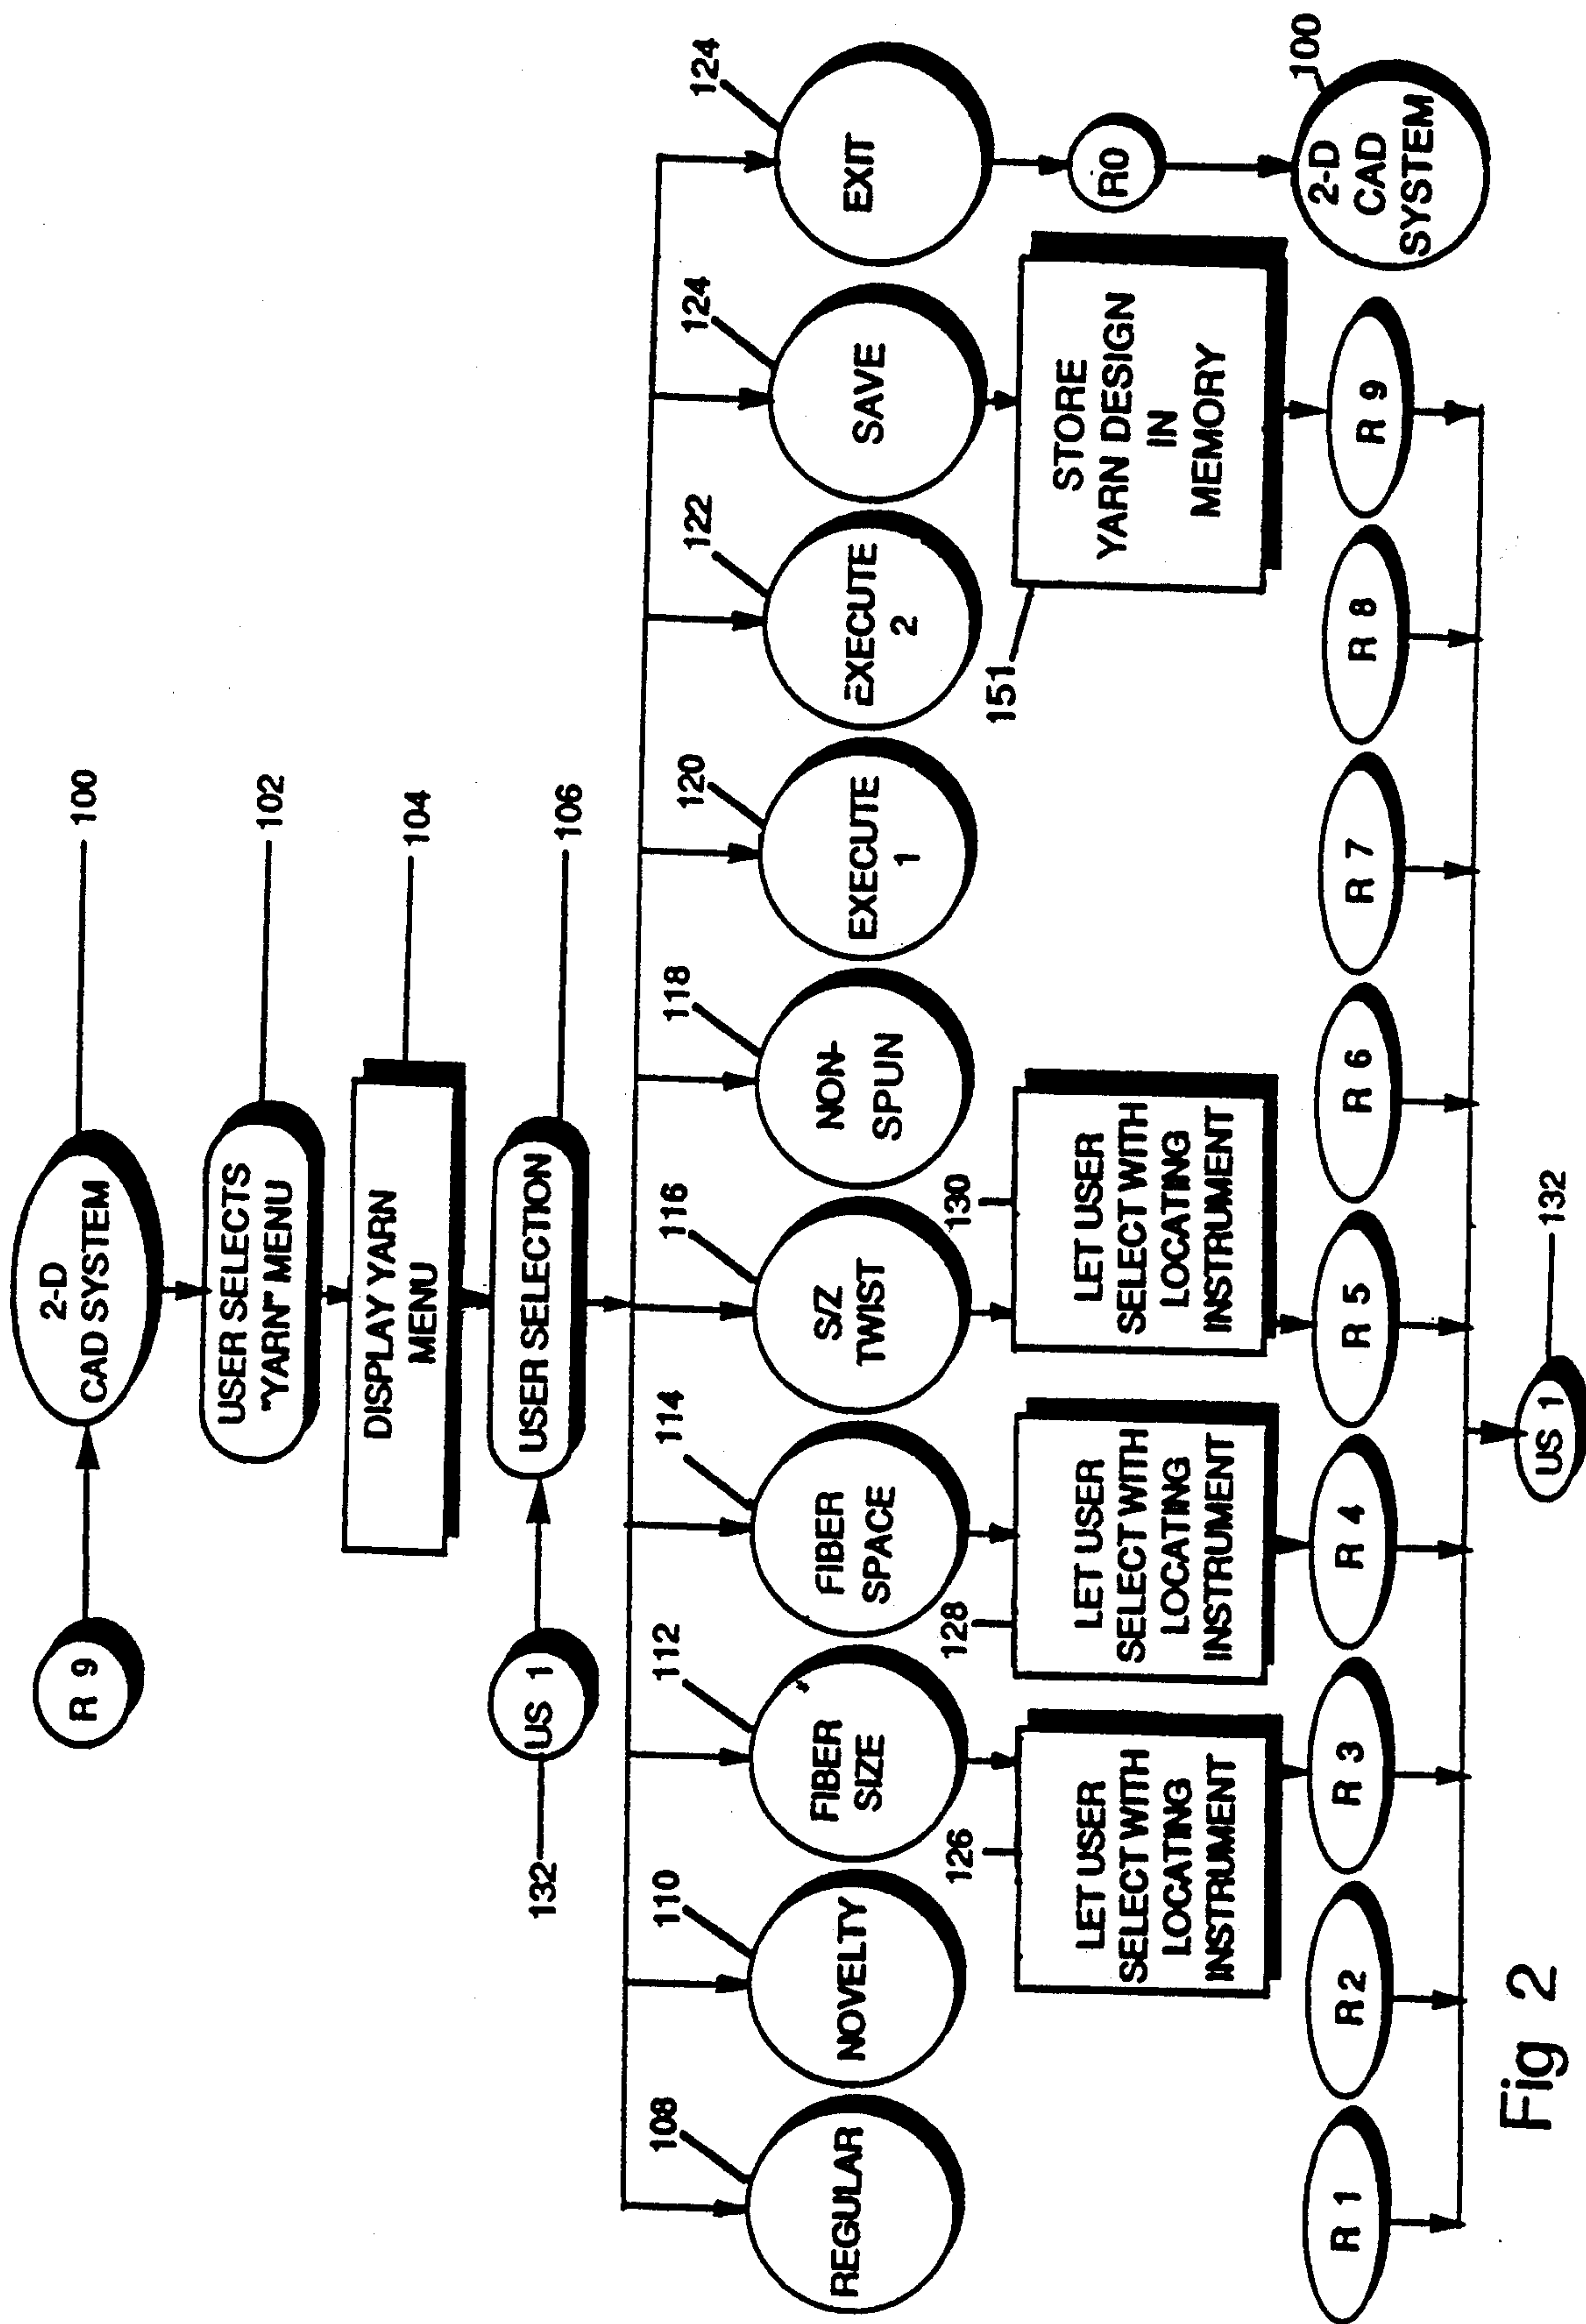 R 9
2-D
CAD SYSTEM
100
USER SELECTS
"YARN" MENU
102
DISPLAY YARN
MENU
104
132
US 1
USER SELECTION
106
108
110
112
114
116
118
120
122
124
124
REGULAR
NOVELTY
FIBER
SIZE
FIBER
SPACE
S/Z
TWIST
NON-
SPUN
EXECUTE
1
EXECUTE
2
SAVE
EXIT
126
LET USER
SELECT WITH
LOCATING
INSTRUMENT
128
LET USER
SELECT WITH
LOCATING
INSTRUMENT
130
LET USER
SELECT WITH
LOCATING
INSTRUMENT
151
STORE
YARN DESIGN
IN
MEMORY
R0
100
2-D
CAD
SYSTEM
R 1
R 2
R 3
R 4
R 5
R 6
R 7
R 8
R 9
US 1
132
Fig 2